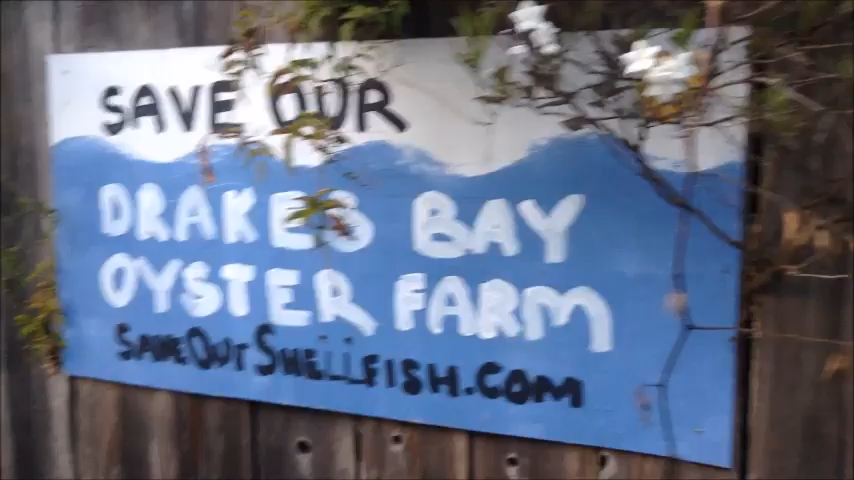 SAVE OUR
DRAKES BAY
OYSTER FARM
SAVEOURSHELLFISH.COM